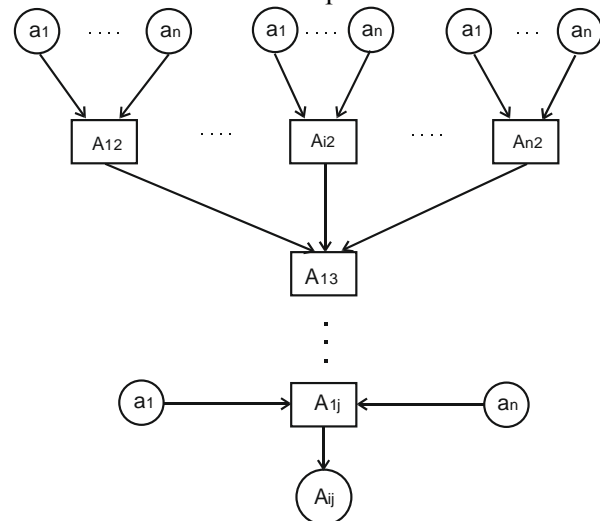 a1 .... an a1 .... an a1 ... an
A12 .... Ai2 .... An2
A13
a1 A1j an
Aij